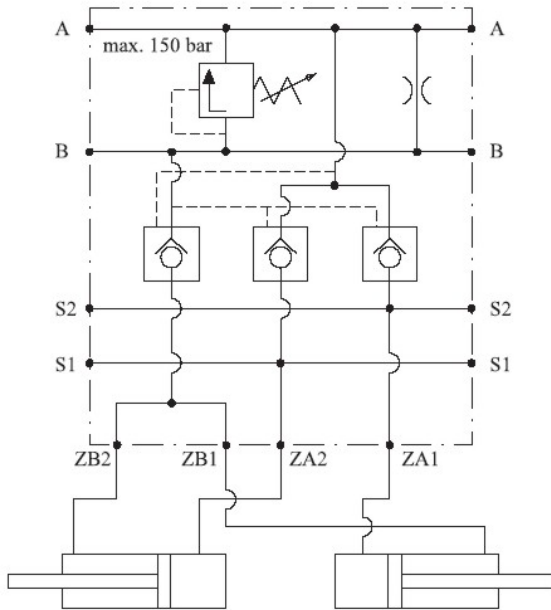 A A
max. 150 bar
B B
S2 S2
S1 S1
ZB2 ZB1 ZA2 ZA1